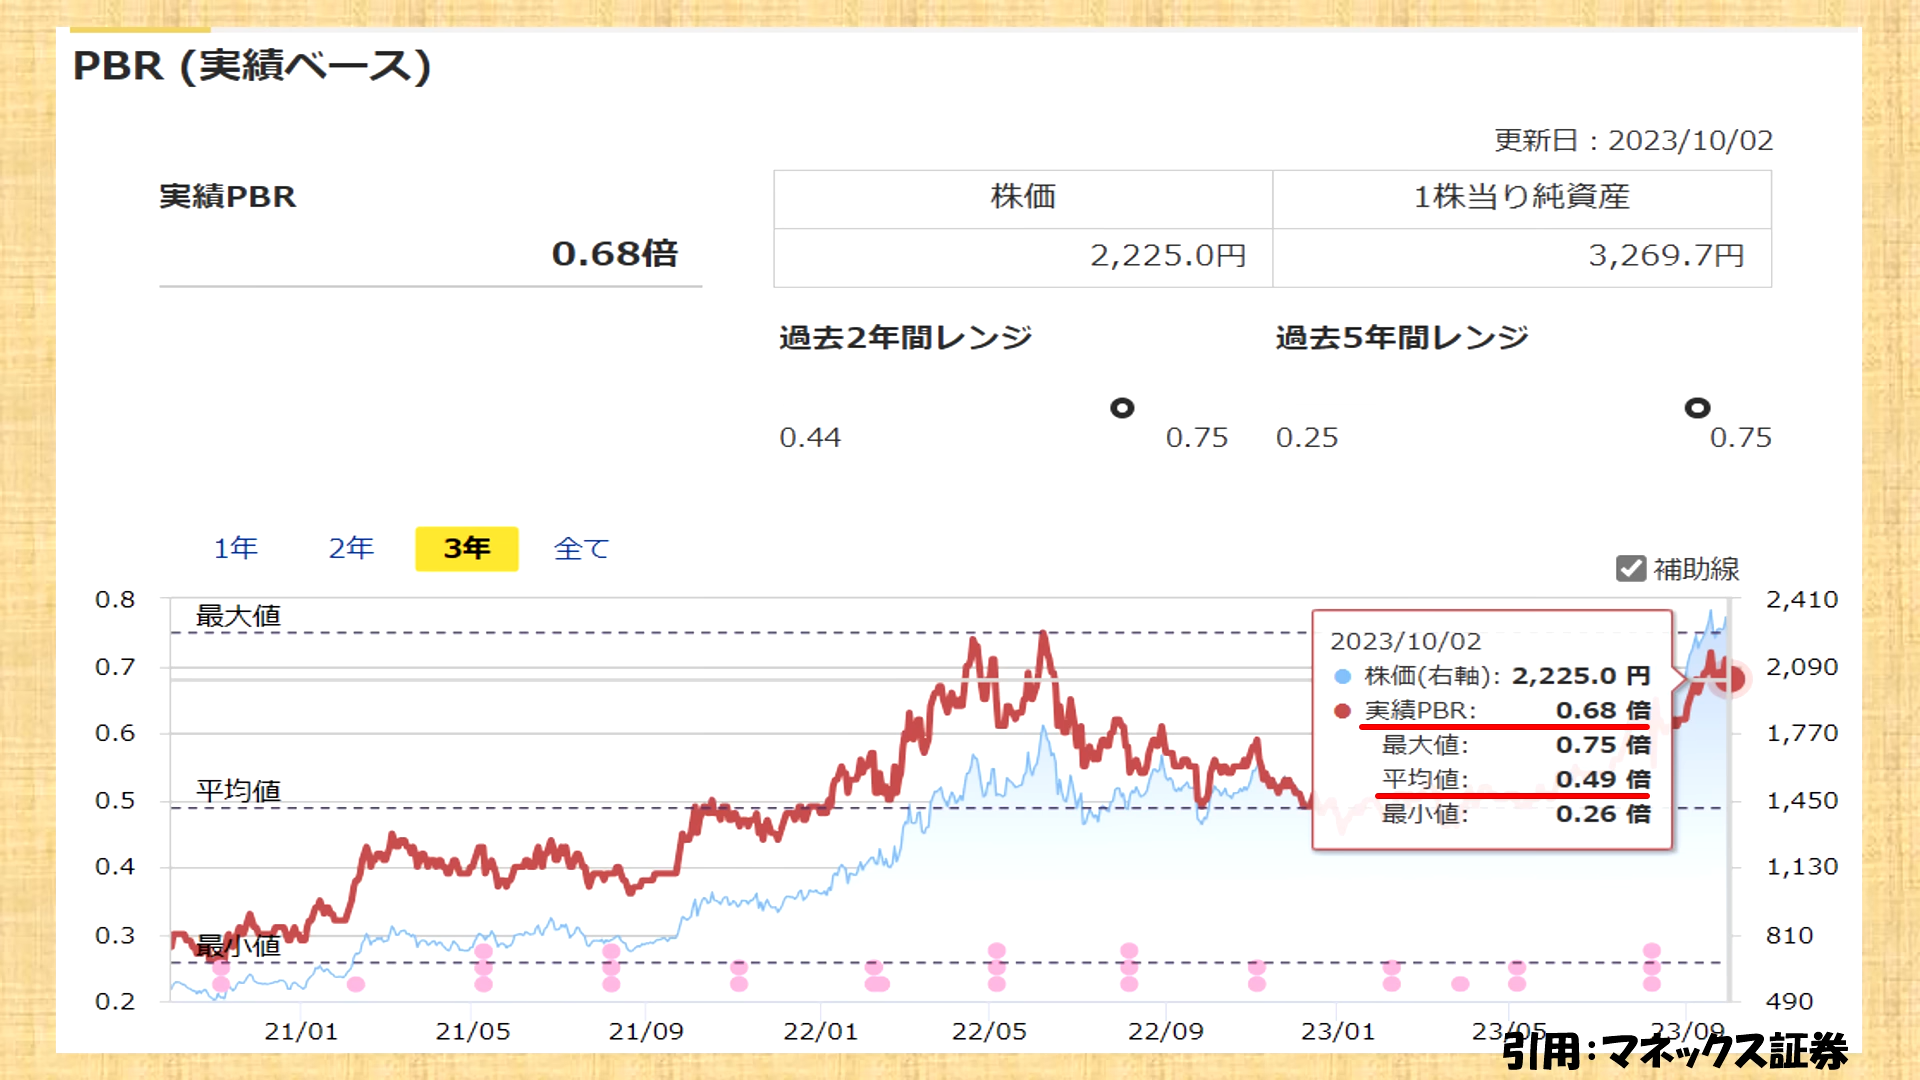 PBR (実績ベース)
更新日：2023/10/02
実績PBR
0.68倍
株価 1株当り純資産
2,225.0円 3,269.7円
過去2年間レンジ 過去5年間レンジ
0.44 0.75 0.25 0.75
1年 2年 3年 全て
補助線
0.8 2,410
最大値
0.7 2,090
0.6 1,770
平均値
0.5 1,450
0.4 1,130
0.3 810
最小値
0.2 490
2023/10/02
株価(右軸): 2,225.0 円
実績PBR: 0.68 倍
最大値: 0.75 倍
平均値: 0.49 倍
最小値: 0.26 倍
21/01 21/05 21/09 22/01 22/05 22/09 23/01 23/05 23/09
引用：マネックス証券